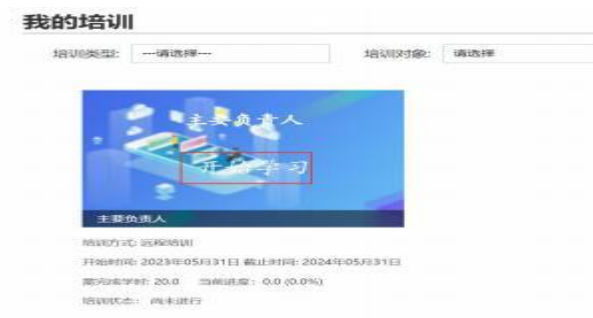 我的培训
培训类型: ---请选择--- 培训对象: 请选择
主要负责人
开始学习
主要负责人
培训方式: 远程培训
开始时间: 2023年05月31日 截止时间: 2024年05月31日
需完成学时: 20.0 当前进度: 0.0 (0.0%)
培训状态: 尚未进行